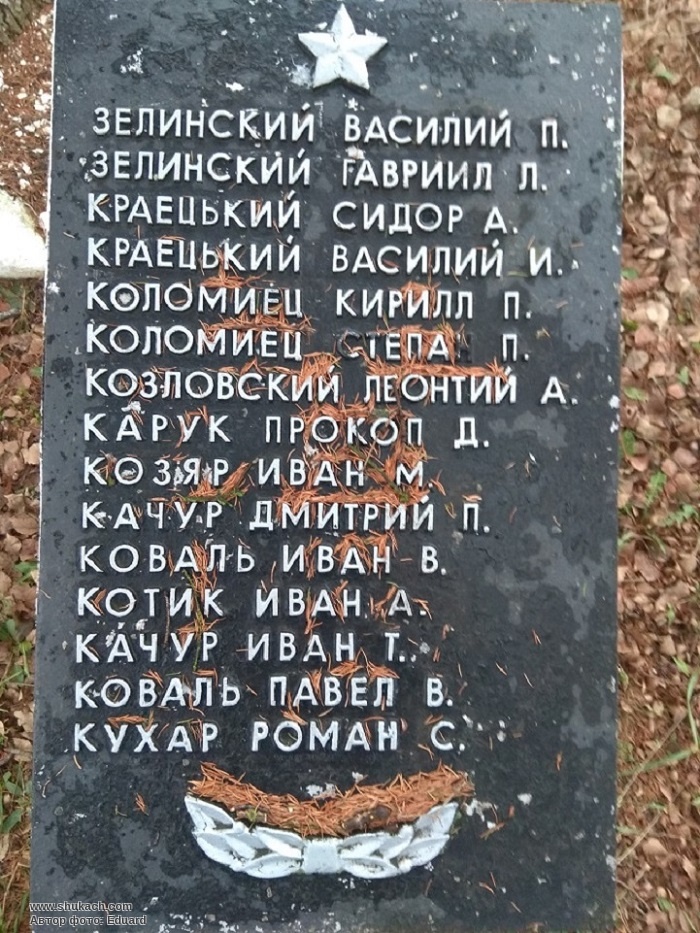 ЗЕЛИНСКИЙ ВАСИЛИЙ П.
ЗЕЛИНСКИЙ ГАВРИИЛ Л.
КРАЕЦЬКИЙ СИДОР А.
КРАЕЦЬКИЙ ВАСИЛИЙ И.
КОЛОМИЕЦ КИРИЛЛ П.
КОЛОМИЕЦ СТЕПАН П.
КОЗЛОВСКИЙ ЛЕОНТИЙ А.
КАРУК ПРОКОП Д.
КОЗЯР ИВАН М.
КАЧУР ДМИТРИЙ П.
КОВАЛЬ ИВАН В.
КОТИК ИВАН А.
КАЧУР ИВАН Т.
КОВАЛЬ ПАВЕЛ В.
КУХАР РОМАН С.
www.shukach.com
Автор фото: Eduard